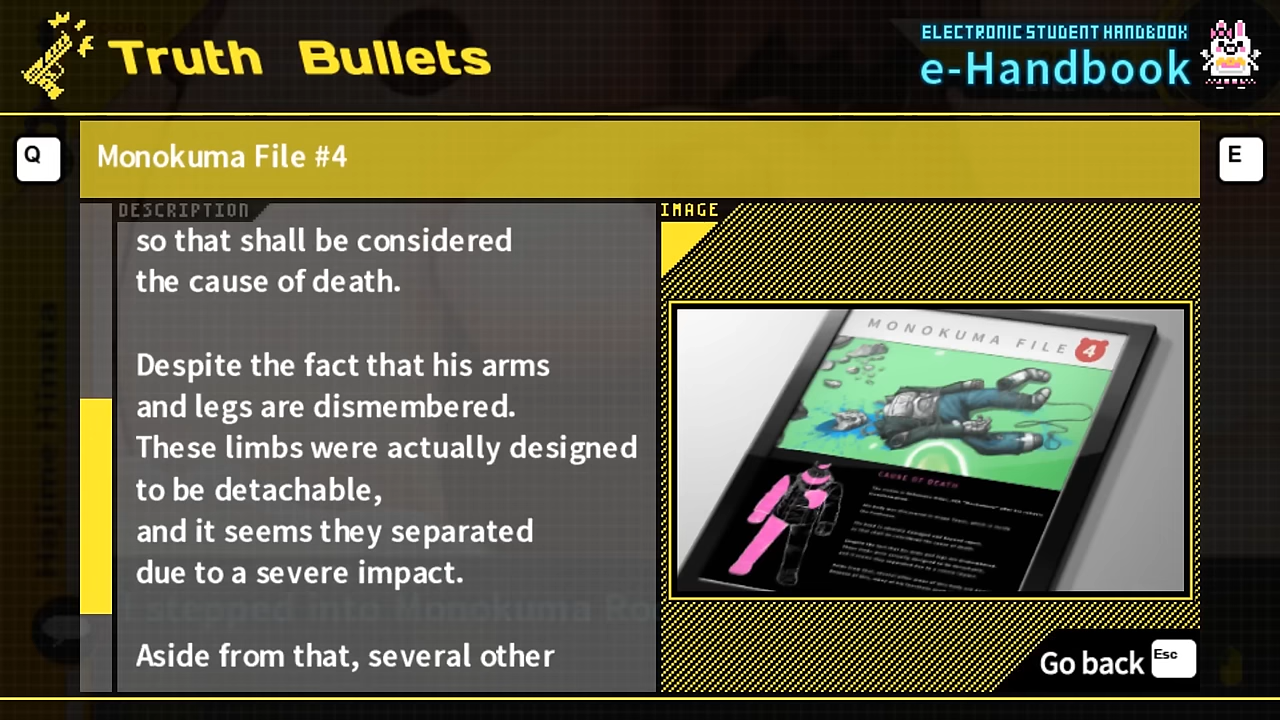 Truth Bullets
ELECTRONIC STUDENT HANDBOOK
e-Handbook
Q
Monokuma File #4
E
DESCRIPTION
so that shall be considered
the cause of death.
Despite the fact that his arms
and legs are dismembered.
These limbs were actually designed
to be detachable,
and it seems they separated
due to a severe impact.
Aside from that, several other
IMAGE
MONOKUMA FILE 4
CAUSE OF DEATH
stepped into Monokuma
Go back Esc